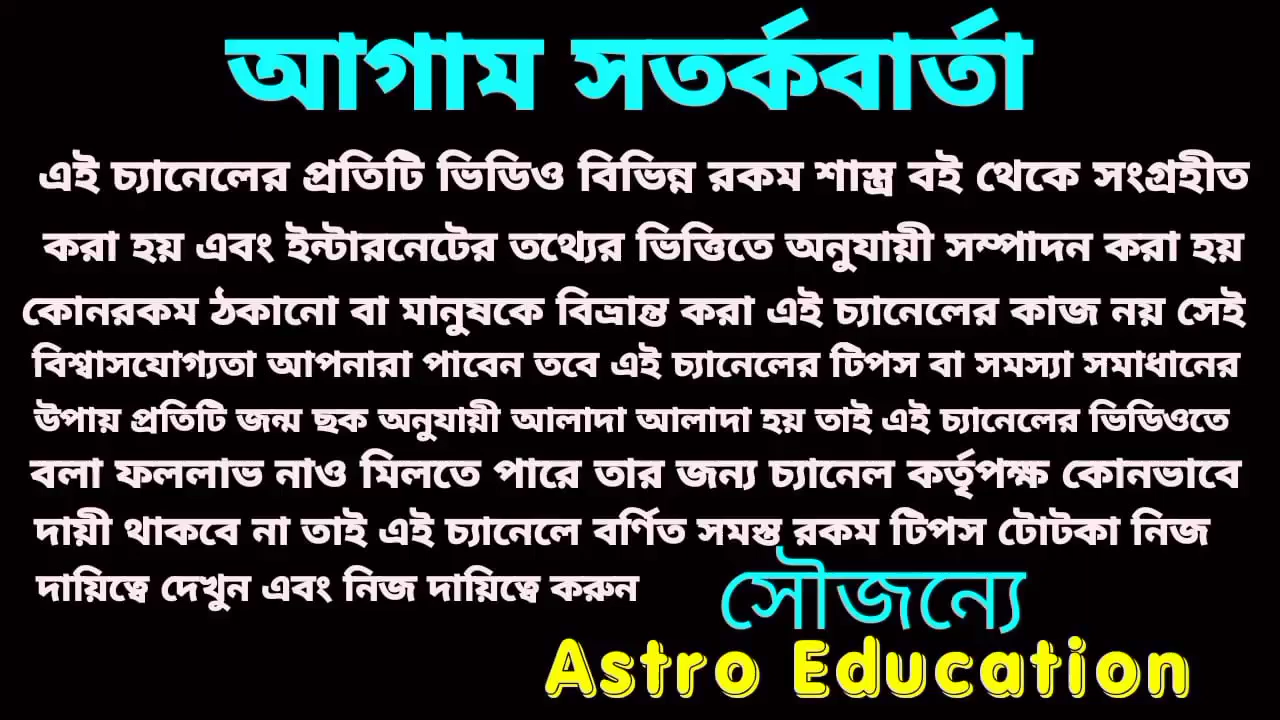 আগাম সতর্কবার্তা
এই চ্যানেলের প্রতিটি ভিডিও বিভিন্ন রকম শাস্ত্র বই থেকে সংগ্রহীত
করা হয় এবং ইন্টারনেটের তথ্যের ভিত্তিতে অনুযায়ী সম্পাদন করা হয়
কোনরকম ঠকানো বা মানুষকে বিভ্রান্ত করা এই চ্যানেলের কাজ নয় সেই
বিশ্বাসযোগ্যতা আপনারা পাবেন তবে এই চ্যানেলের টিপস বা সমস্যা সমাধানের
উপায় প্রতিটি জন্ম ছক অনুযায়ী আলাদা আলাদা হয় তাই এই চ্যানেলের ভিডিওতে
বলা ফললাভ নাও মিলতে পারে তার জন্য চ্যানেল কর্তৃপক্ষ কোনভাবে
দায়ী থাকবে না তাই এই চ্যানেলে বর্ণিত সমস্ত রকম টিপস টোটকা নিজ
দায়িত্বে দেখুন এবং নিজ দায়িত্বে করুন
সৌজন্যে
Astro Education